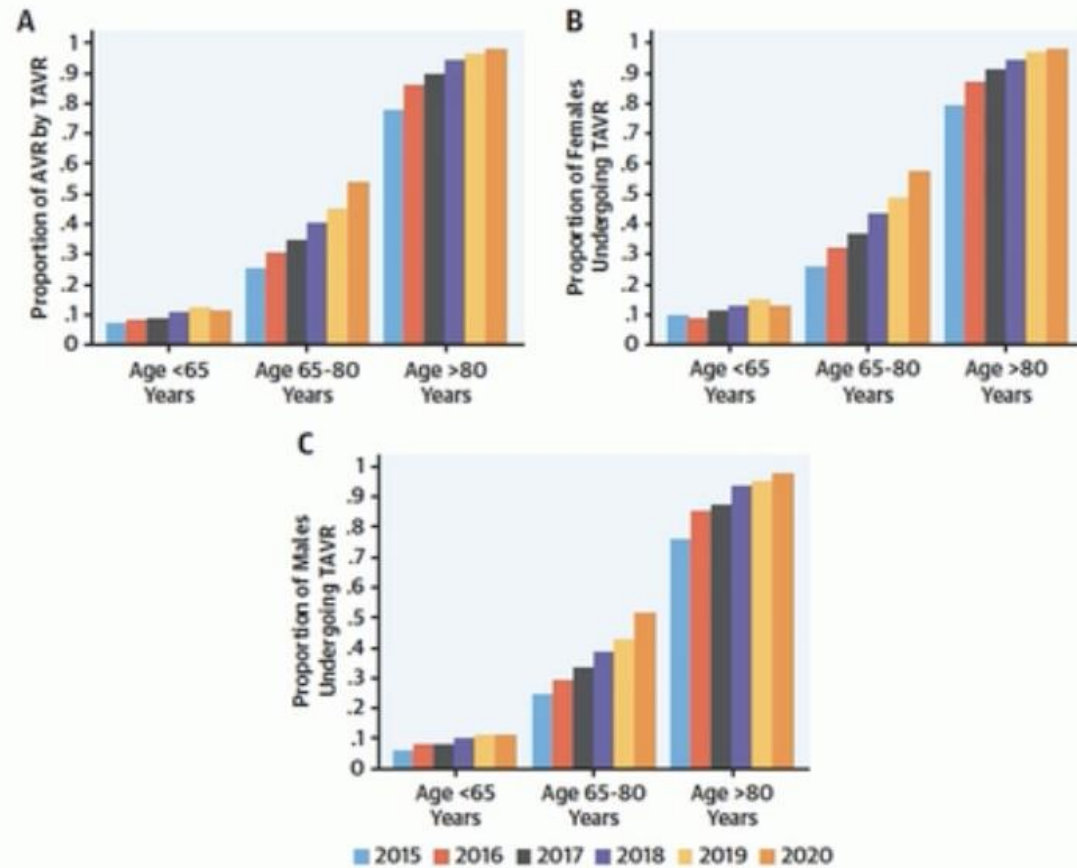 A
Proportion of AVR by TAVR
1
.9
.8
.7
.6
.5
.4
.3
.2
.1
0
Age <65
Years
Age 65-80
Years
Age >80
Years
B
Proportion of Females
Undergoing TAVR
1
.9
.8
.7
.6
.5
.4
.3
.2
.1
0
Age <65
Years
Age 65-80
Years
Age >80
Years
C
Proportion of Males
Undergoing TAVR
1
.9
.8
.7
.6
.5
.4
.3
.2
.1
0
Age <65
Years
Age 65-80
Years
Age >80
Years
2015 2016 2017 2018 2019 2020